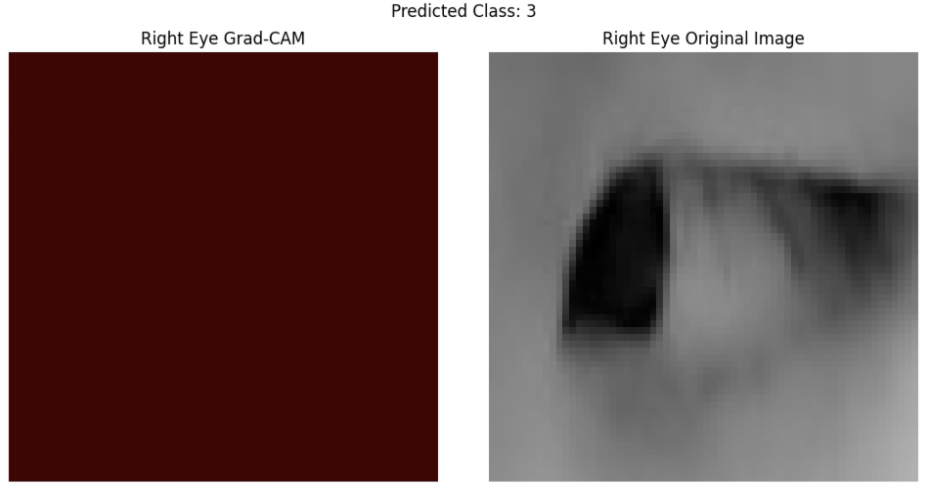 Predicted Class: 3
Right Eye Grad-CAM
Right Eye Original Image